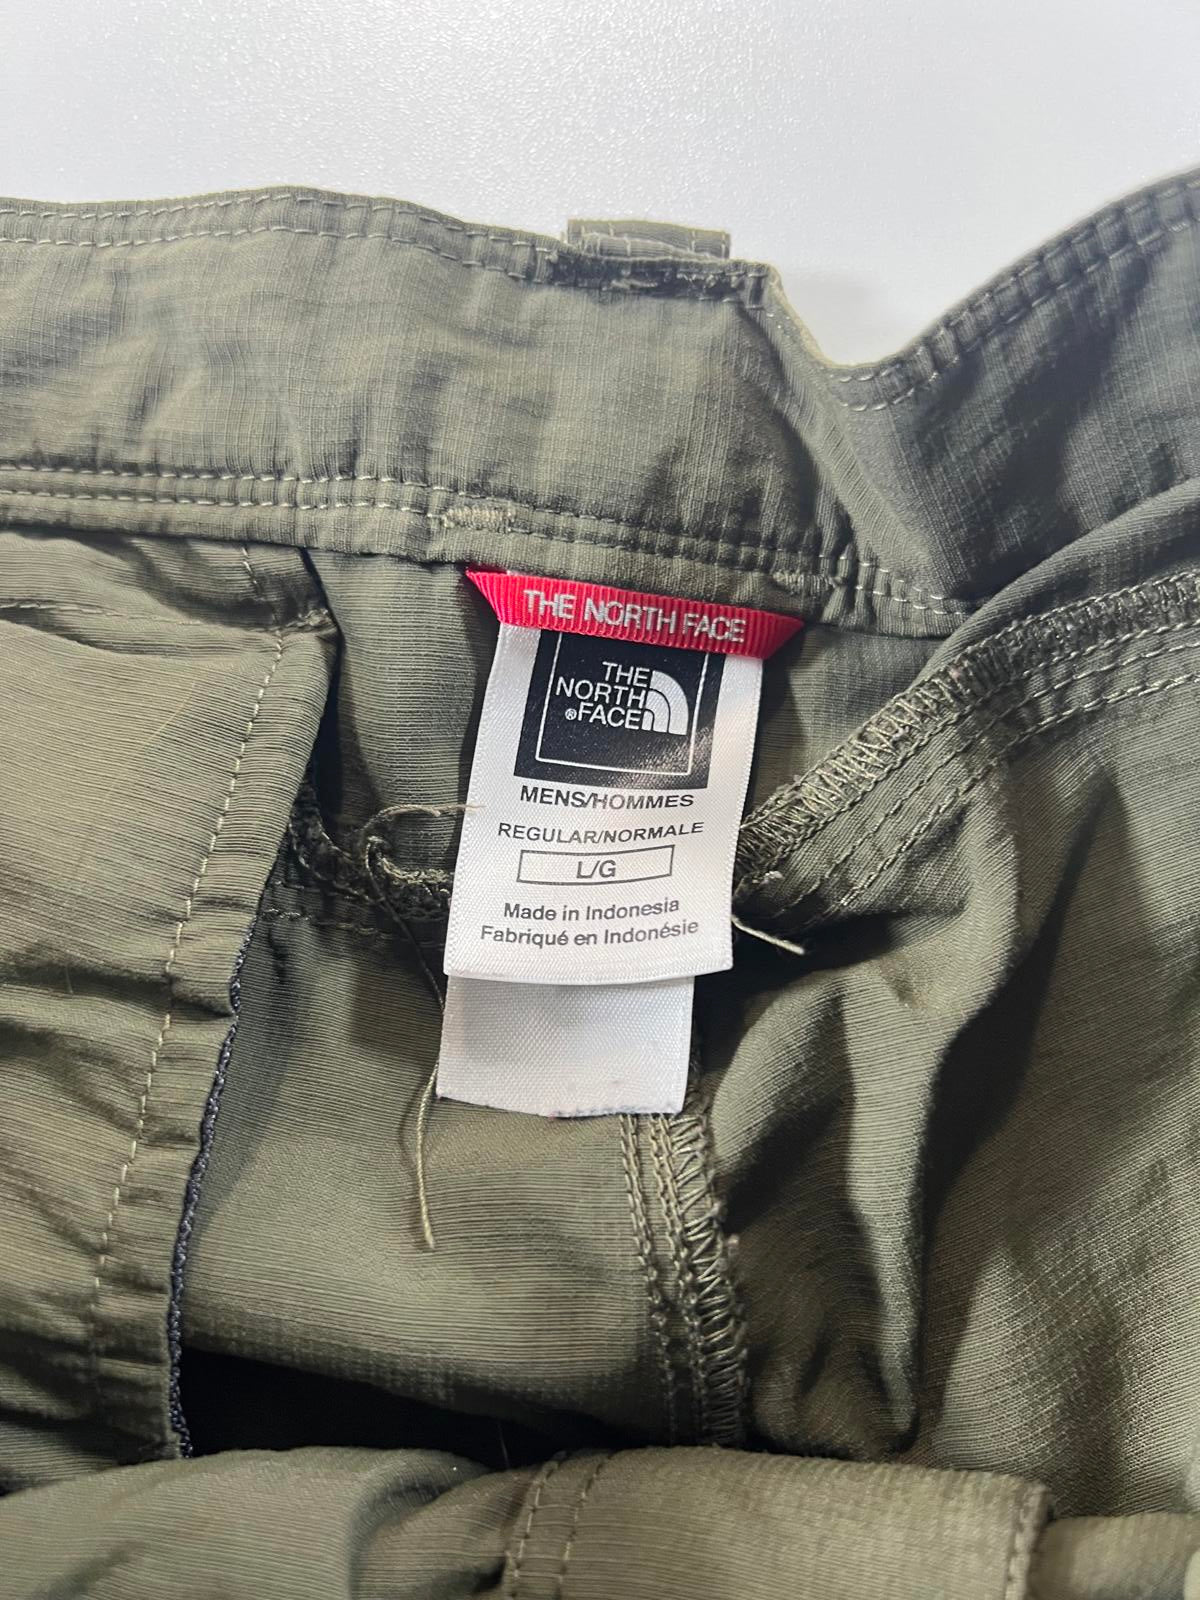 THE NORTH FACE
THE
NORTH
®FACE
MENS/HOMMES
REGULAR/NORMALE
L/G
Made in Indonesia
Fabriqué en Indonésie